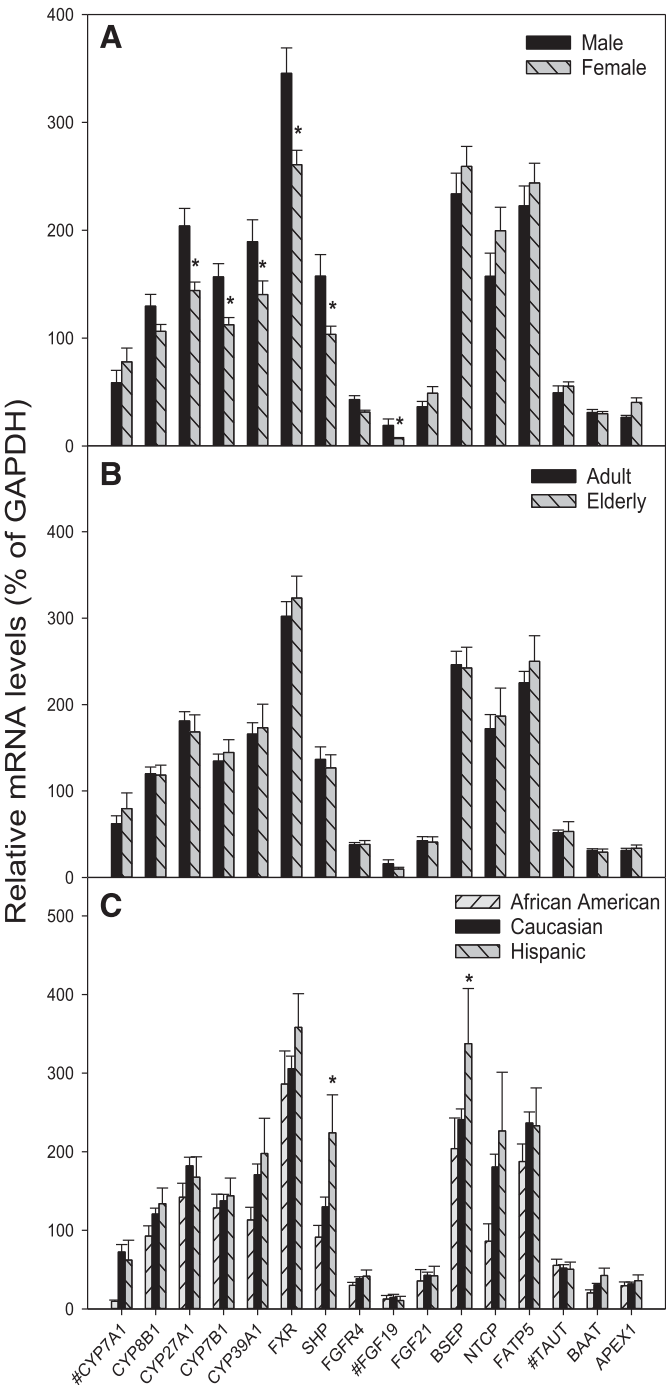 Relative mRNA levels (% of GAPDH)
A
Male
Female
400
300
200
100
0
*
*
*
*
*
*
B
Adult
Elderly
400
300
200
100
0
C
African American
Caucasian
Hispanic
500
400
300
200
100
0
*
*
#CYP7A1
CYP8B1
CYP27A1
CYP7B1
CYP39A1
FXR
SHP
FGFR4
#FGF19
FGF21
BSEP
NTCP
FATP5
#TAUT
BAAT
APEX1